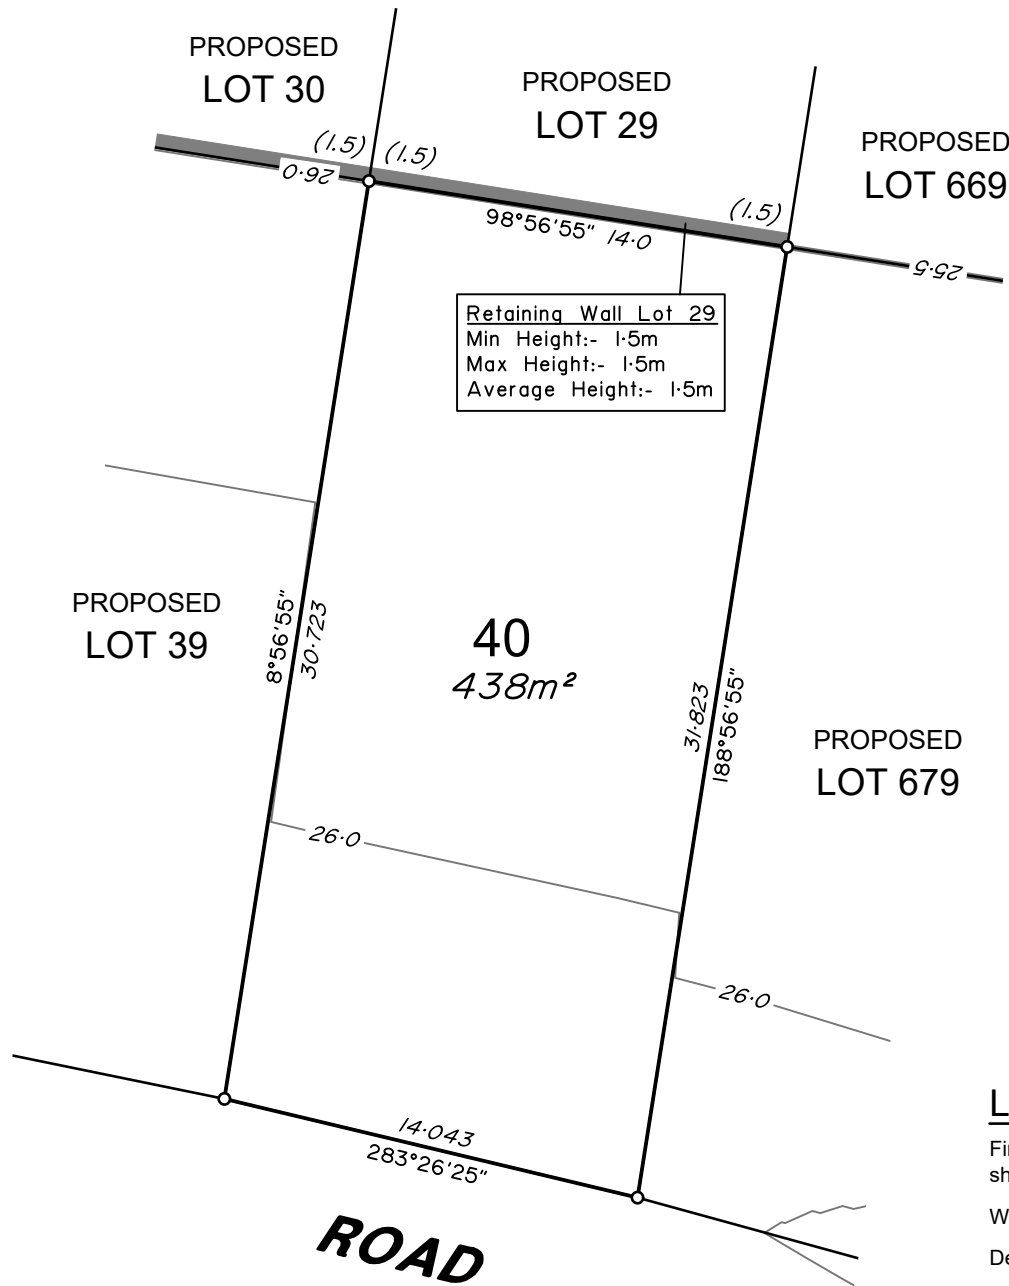 PROPOSED
LOT 30
PROPOSED
LOT 29
PROPOSED
LOT 669
(1.5) (1.5)
(1.5)
26·0
98°56'55" 14·0
25·5
Retaining Wall Lot 29
Min Height:- 1·5m
Max Height:- 1·5m
Average Height:- 1·5m
PROPOSED
LOT 39
8°56'55"
30·723
40
438m²
31·823
188°56'55"
PROPOSED
LOT 679
26·0
26·0
14·043
283°26'25"
ROAD
L
sh
W